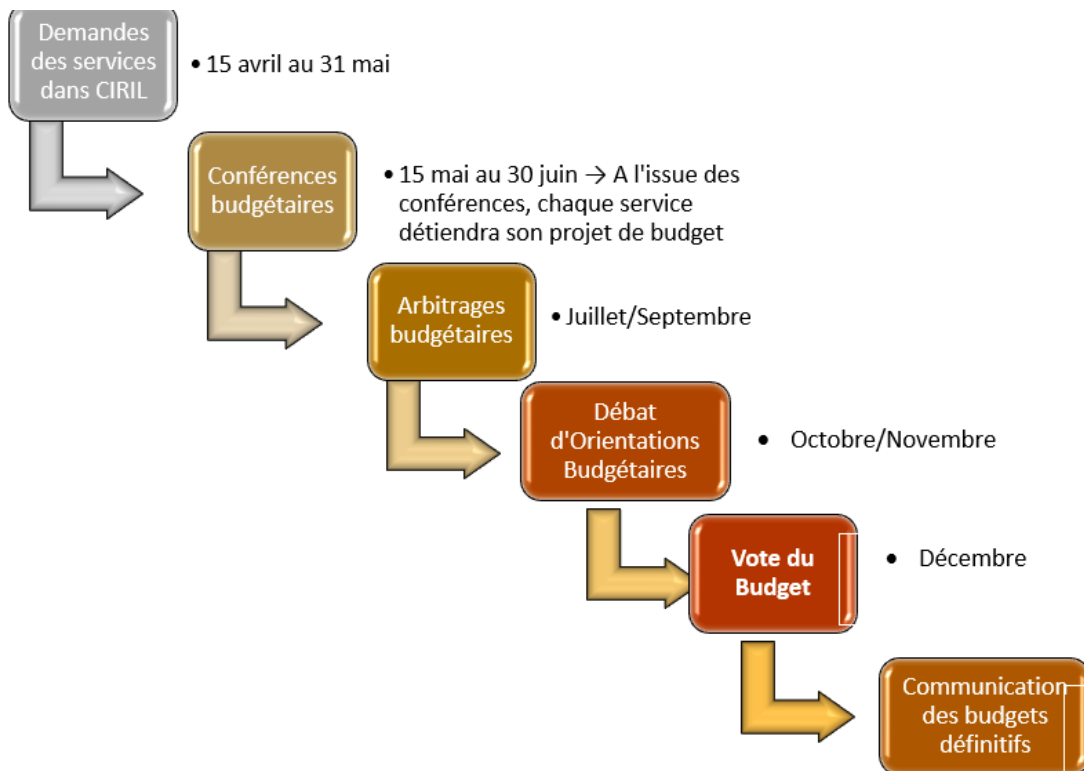 Demandes
des services
dans CIRIL
• 15 avril au 31 mai
Conférences
budgétaires
• 15 mai au 30 juin → A l'issue des
conférences, chaque service
détiendra son projet de budget
Arbitrages
budgétaires
• Juillet/Septembre
Débat
d'Orientations
Budgétaires
• Octobre/Novembre
Vote du
Budget
• Décembre
Communication
des budgets
définitifs